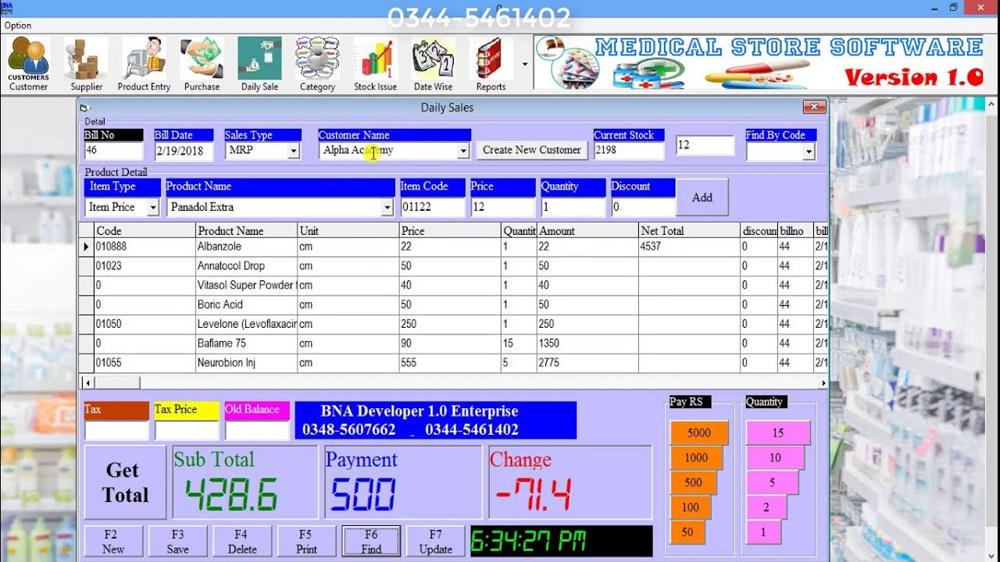 0344-5461402
BNA
Developer
Option
CUSTOMERS
Customer
Supplier
Product Entry
Purchase
Daily Sale
Category
Stock Issue
Date Wise
Reports
MEDICAL STORE SOFTWARE
Version 1.0
Daily Sales
Detail
Bill No
Bill Date
Sales Type
Customer Name
Current Stock
Find By Code
46
2/19/2018
MRP
Alpha Academy
Create New Customer
2198
12
Product Detail
Item Type
Product Name
Item Code
Price
Quantity
Discount
Add
Item Price
Panadol Extra
01122
12
1
0
Code Product Name Unit Price Quantit Amount Net Total discoun billno bill
010888 Albanzole cm 22 1 22 4537 0 44 2/1
01023 Annatocol Drop cm 50 1 50 0 44 2/1
0 Vitasol Super Powder f cm 40 1 40 0 44 2/1
0 Boric Acid cm 50 1 50 0 44 2/1
01050 Levelone (Levoflaxacin cm 250 1 250 0 44 2/1
0 Baflame 75 cm 90 15 1350 0 44 2/1
01055 Neurobion Inj cm 555 5 2775 0 44 2/1
Tax
Tax Price
Old Balance
BNA Developer 1.0 Enterprise
0348-5607662 - 0344-5461402
Pay RS
Quantity
5000
1000
500
100
50
15
10
5
2
1
Get
Total
Sub Total
428.6
Payment
500
Change
-71.4
F2
New
F3
Save
F4
Delete
F5
Print
F6
Find
F7
Update
6:34:27 PM